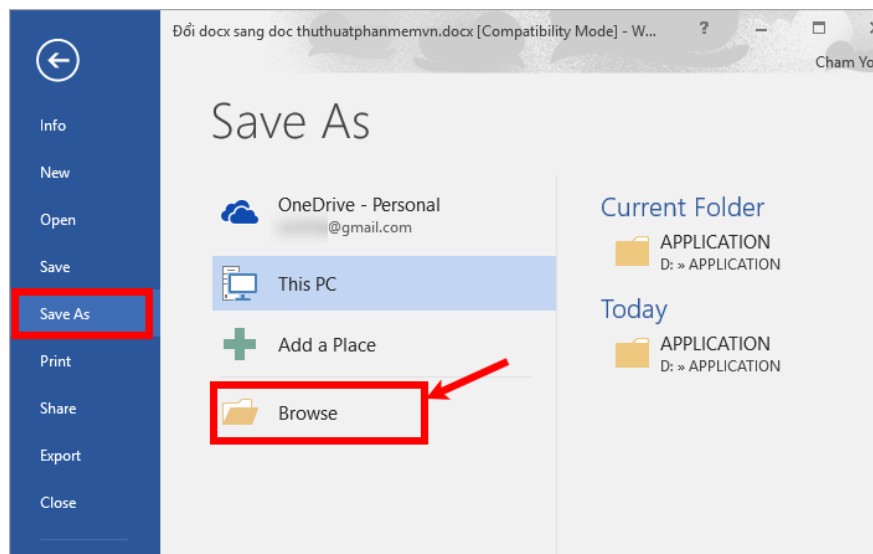 Đổi docx sang doc thuthuatphanmemvn.docx [Compatibility Mode] - W... ?
Cham Yo
Info
New
Open
Save
Save As
Print
Share
Export
Close
Save As
OneDrive - Personal
@gmail.com
This PC
Add a Place
Browse
Current Folder
APPLICATION
D: » APPLICATION
Today
APPLICATION
D: » APPLICATION